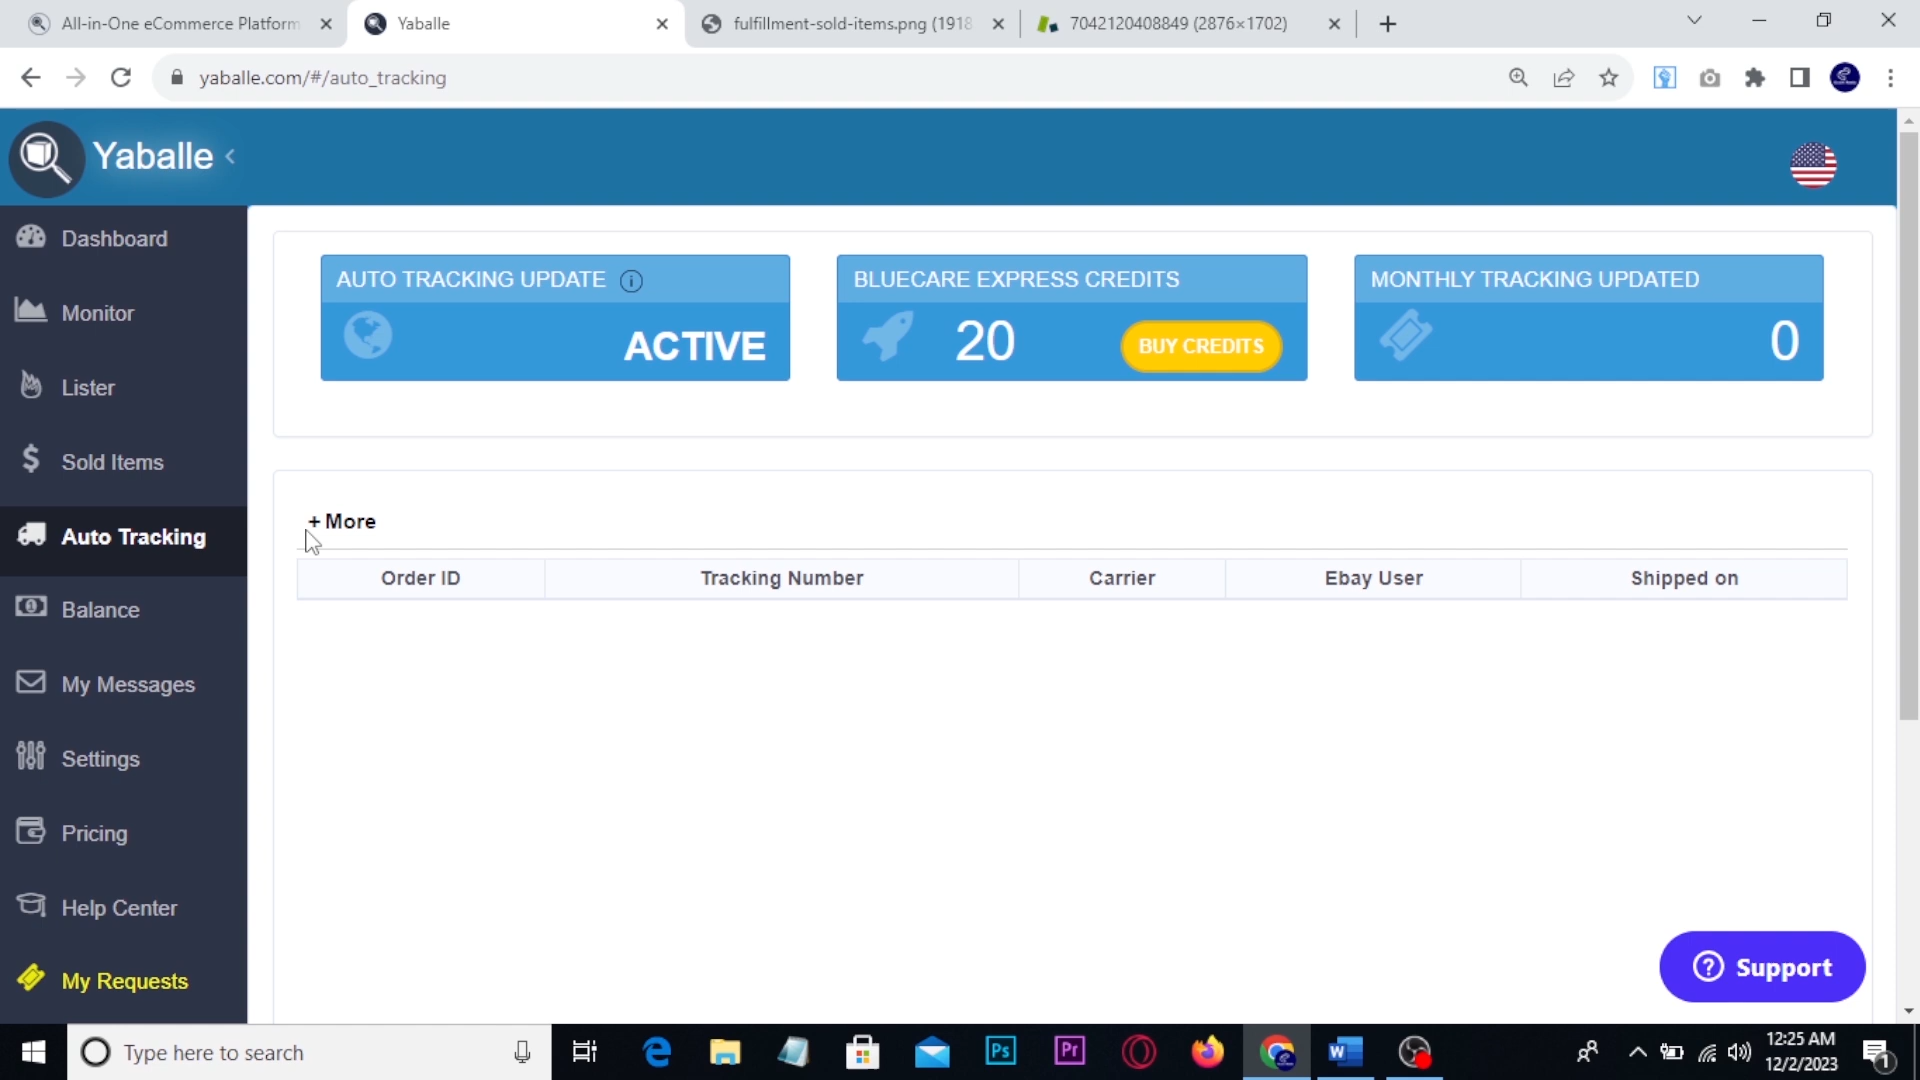 All-in-One eCommerce Platform
Yaballe
fulfillment-sold-items.png (1918
7042120408849 (2876×1702)
yaballe.com/#/auto_tracking
Yaballe
Dashboard
Monitor
Lister
Sold Items
Auto Tracking
Balance
My Messages
Settings
Pricing
Help Center
My Requests
AUTO TRACKING UPDATE
ACTIVE
BLUECARE EXPRESS CREDITS
20
BUY CREDITS
MONTHLY TRACKING UPDATED
0
+ More
Order ID
Tracking Number
Carrier
Ebay User
Shipped on
Support
Type here to search
Ps
Pr
12:25 AM
12/2/2023
1